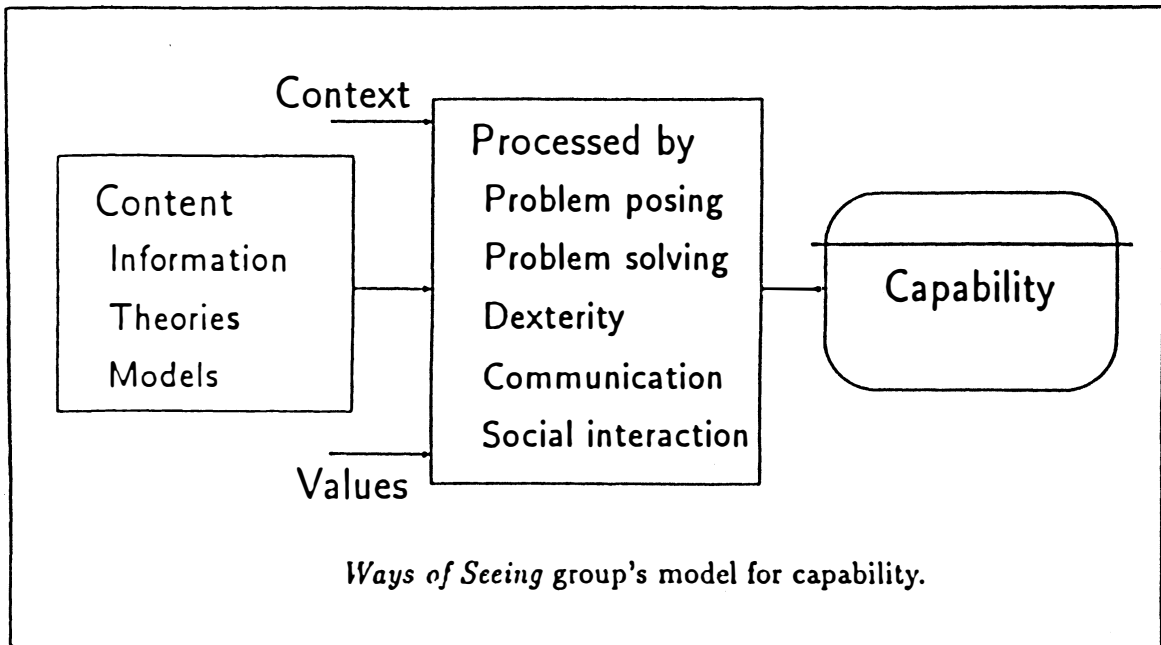 Context
Content
Information
Theories
Models
Values
Processed by
Problem posing
Problem solving
Dexterity
Communication
Social interaction
Capability
Ways of Seeing group's model for capability.